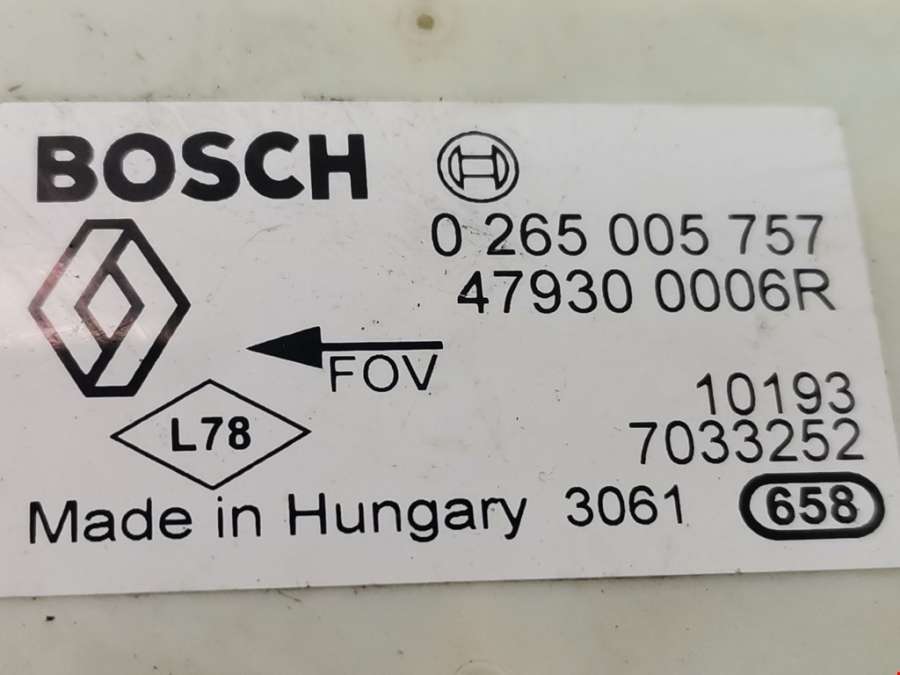 BOSCH
0 265 005 757
47930 0006R
FOV
10193
L78
7033252
Made in Hungary 3061 658